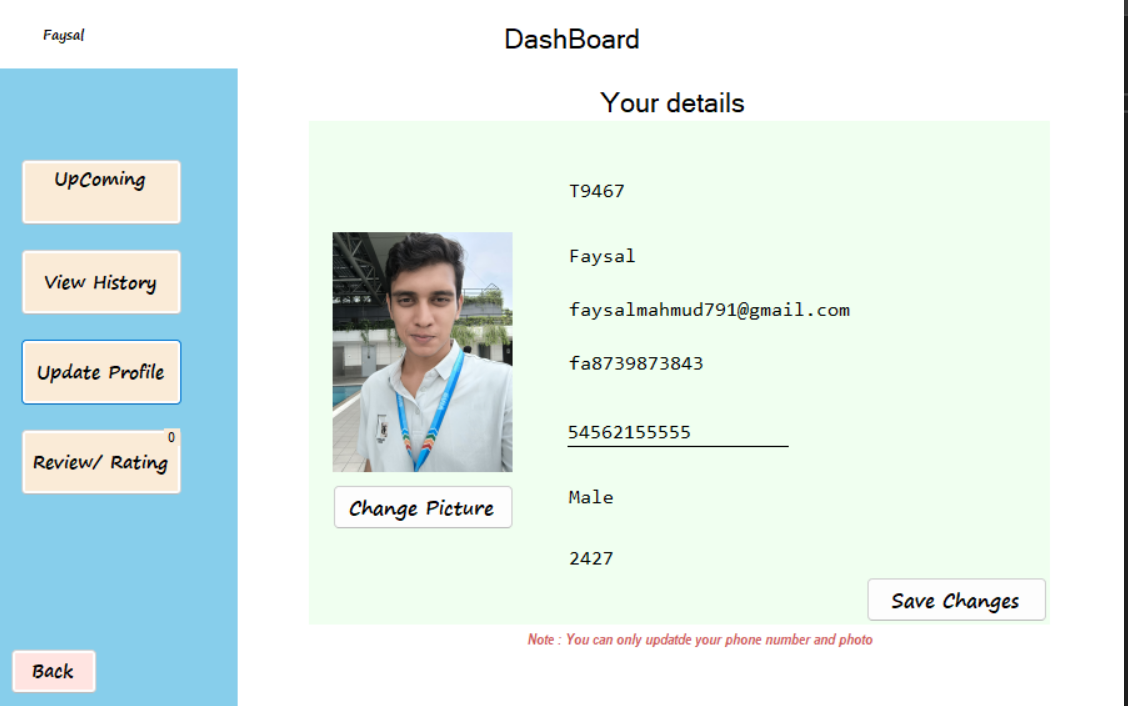 Faysal
DashBoard
Your details
UpComing
View History
Update Profile
0
Review/ Rating
Back
T9467
Faysal
faysalmahmud791@gmail.com
fa8739873843
54562155555
Male
2427
Change Picture
Save Changes
Note : You can only updatde your phone number and photo